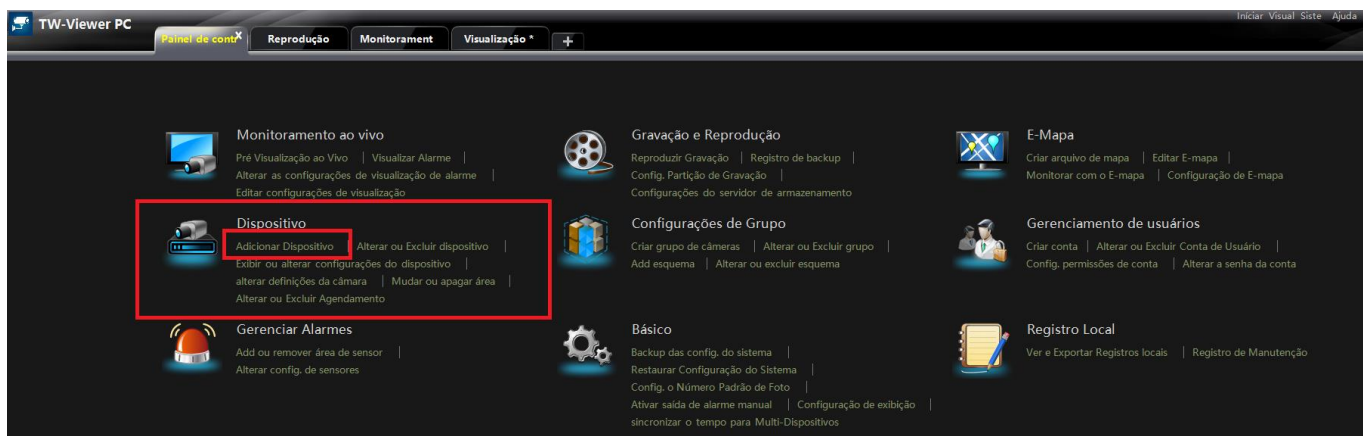 TW-Viewer PC
Iniciar Visual Siste Ajuda
Painel de contr X Reprodução Monitorament Visualização * +
Monitoramento ao vivo
Pré Visualização ao Vivo | Visualizar Alarme |
Alterar as configurações de visualização de alarme |
Editar configurações de visualização
Gravação e Reprodução
Reproduzir Gravação | Registro de backup |
Config. Partição de Gravação |
Configurações do servidor de armazenamento
E-Mapa
Criar arquivo de mapa | Editar E-mapa |
Monitorar com o E-mapa | Configuração de E-mapa
Dispositivo
Adicionar Dispositivo | Alterar ou Excluir dispositivo |
Exibir ou alterar configurações do dispositivo |
alterar definições da câmara | Mudar ou apagar área |
Alterar ou Excluir Agendamento
Configurações de Grupo
Criar grupo de câmeras | Alterar ou Excluir grupo |
Add esquema | Alterar ou excluir esquema
Gerenciamento de usuários
Criar conta | Alterar ou Excluir Conta de Usuário |
Config. permissões de conta | Alterar a senha da conta
Gerenciar Alarmes
Add ou remover área de sensor |
Alterar config. de sensores
Básico
Backup das config. do sistema |
Restaurar Configuração do Sistema |
Config. o Número Padrão de Foto |
Ativar saída de alarme manual | Configuração de exibição |
sincronizar o tempo para Multi-Dispositivos
Registro Local
Ver e Exportar Registros locais | Registro de Manutenção